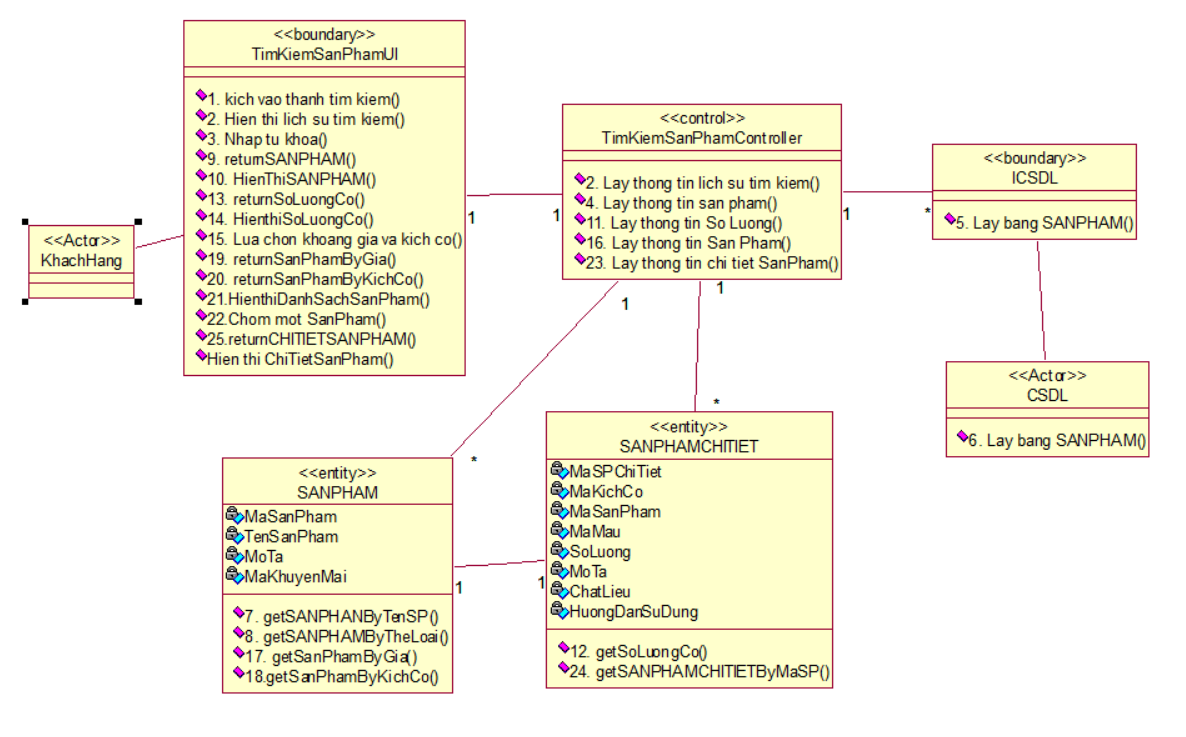 <<boundary>>
TimKiemSanPhamUI
1. kich vao thanh tim kiem()
2. Hien thi lich su tim kiem()
3. Nhap tu khoa()
9. returnSANPHAM()
10. HienThiSANPHAM()
13. returnSoLuongCo()
14. HienthiSoLuongCo()
15. Lua chon khoang gia va kich co()
19. returnSanPhamByGia()
20. returnSanPhamByKichCo()
21.HienthiDanhSachSanPham()
22.Chom mot SanPham()
25.returnCHITIETSANPHAM()
Hien thi ChiTietSanPham()
<<Actor>>
KhachHang
1
1
<<control>>
TimKiemSanPhamController
2. Lay thong tin lich su tim kiem()
4. Lay thong tin san pham()
11. Lay thong tin So Luong()
16. Lay thong tin San Pham()
23. Lay thong tin chi tiet SanPham()
1
*
<<boundary>>
ICSDL
5. Lay bang SANPHAM()
<<Actor>>
CSDL
6. Lay bang SANPHAM()
1
1
*
*
<<entity>>
SANPHAM
MaSanPham
TenSanPham
MoTa
MaKhuyenMai
7. getSANPHANByTenSP()
8. getSANPHAMByTheLoai()
17. getSanPhamByGia()
18.getSanPhamByKichCo()
1
1
<<entity>>
SANPHAMCHITIET
MaSPChiTiet
MaKichCo
MaSanPham
MaMau
SoLuong
MoTa
ChatLieu
HuongDanSuDung
12. getSoLuongCo()
24. getSANPHAMCHITIETByMaSP()